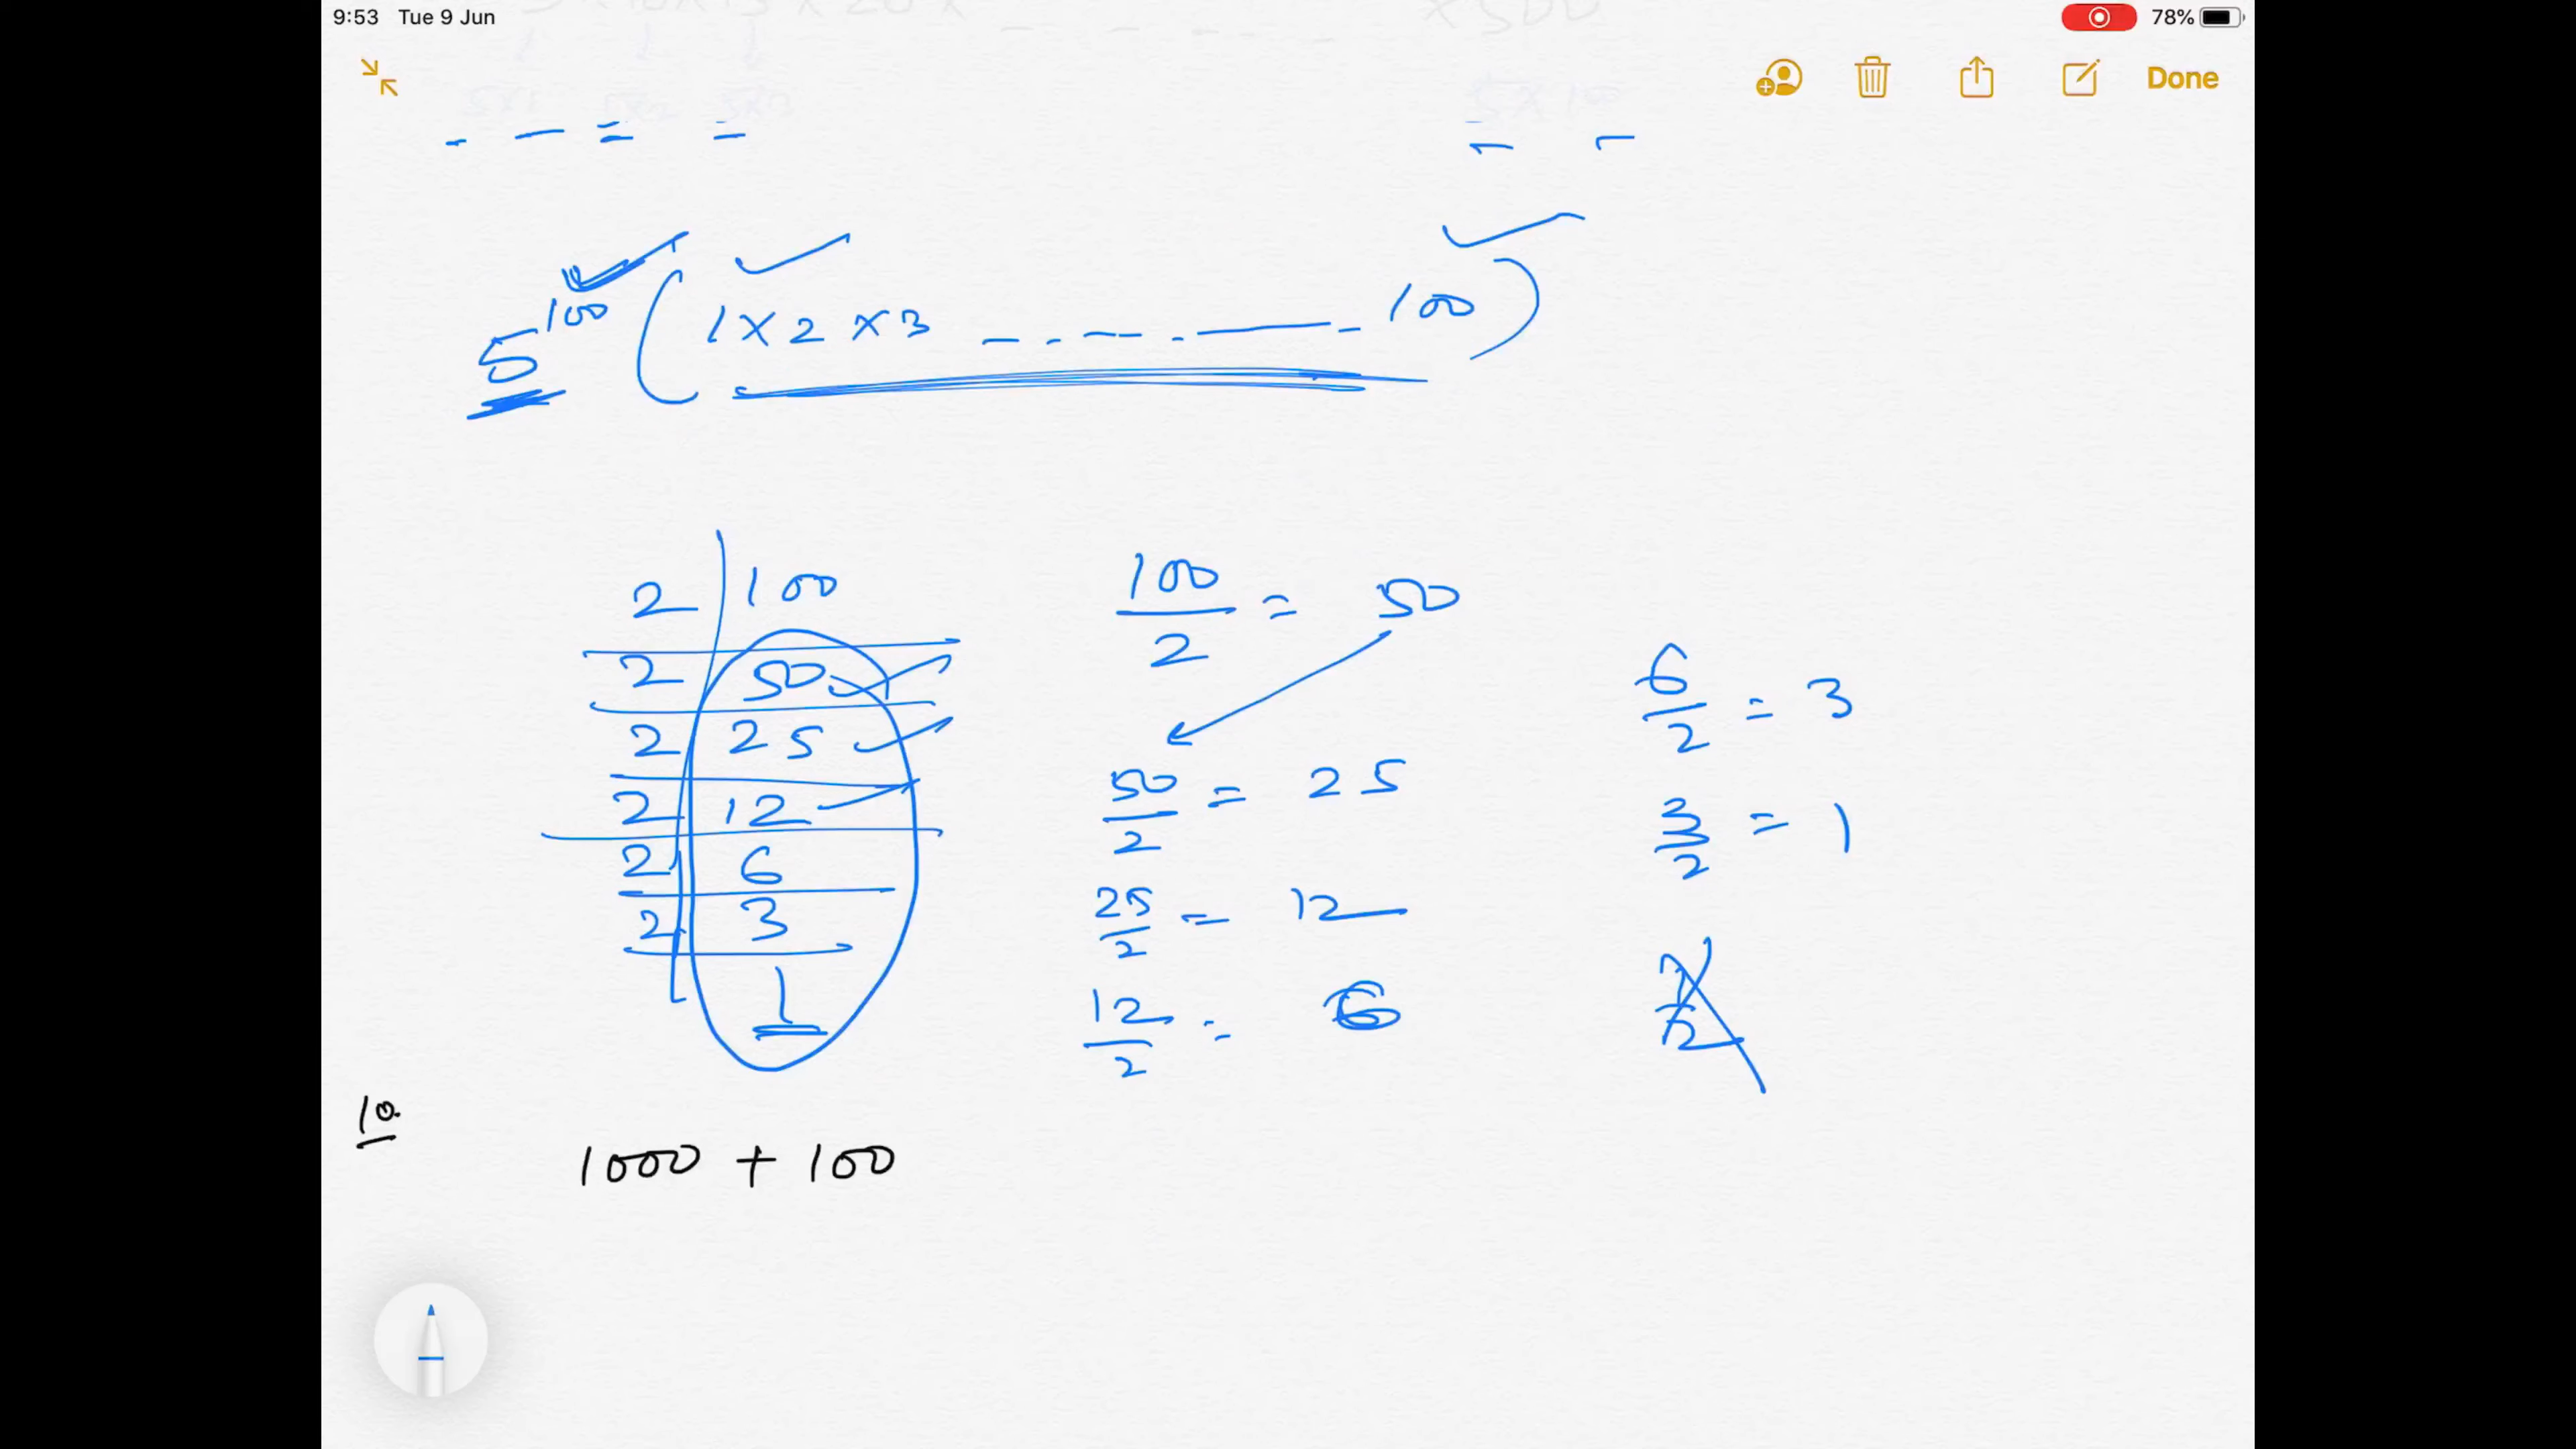 9:53 Tue 9 Jun 78%
Done
5^100 ( 1 X 2 X 3 _ _ . _ _ . ___ _ 100 )
2 | 100
2 | 50
2 | 25
2 | 12
2 | 6
2 | 3
1
100/2 = 50
50/2 = 25
25/2 = 12
12/2 = 6
6/2 = 3
3/2 = 1
10.
1000 + 100